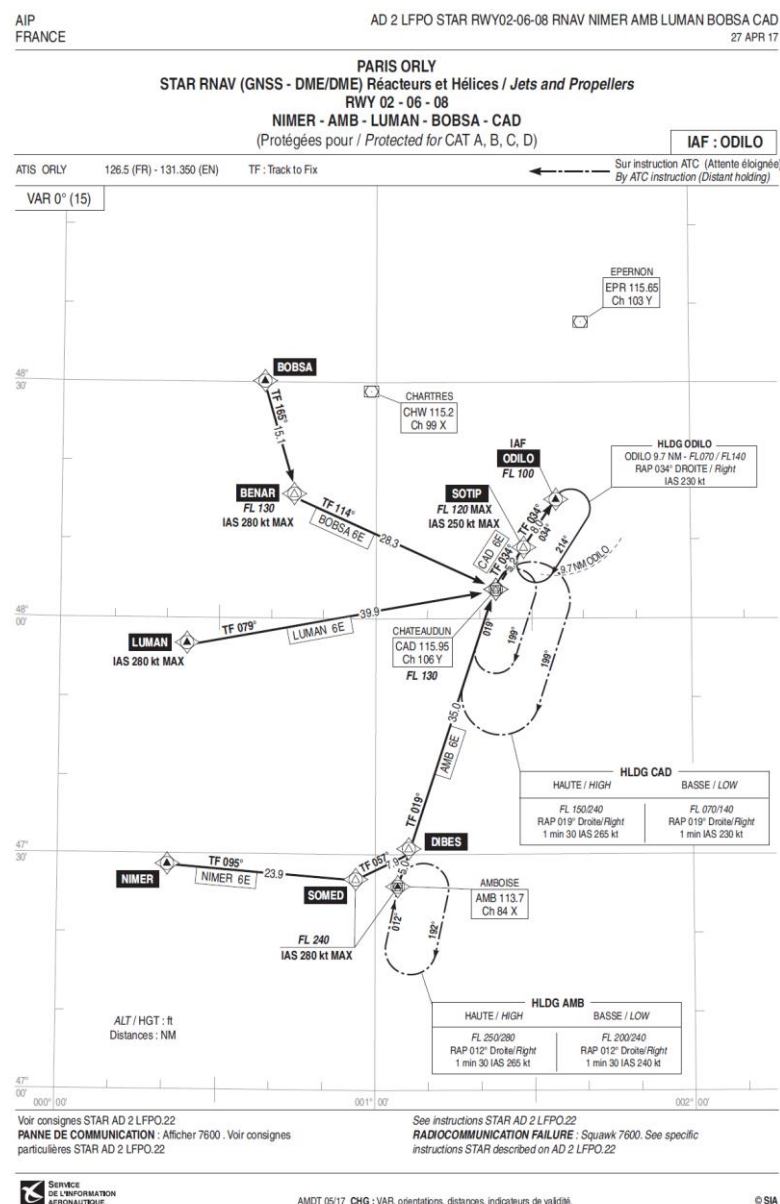 AIP
FRANCE
AD 2 LFPO STAR RWY02-06-08 RNAV NIMER AMB LUMAN BOBSA CAD
27 APR 17
PARIS ORLY
STAR RNAV (GNSS - DME/DME) Réacteurs et Hélices / Jets and Propellers
RWY 02 - 06 - 08
NIMER - AMB - LUMAN - BOBSA - CAD
(Protégées pour / Protected for CAT A, B, C, D)
IAF : ODILO
ATIS ORLY 126.5 (FR) - 131.350 (EN) TF : Track to Fix
Sur instruction ATC (Attente éloignée)
By ATC instruction (Distant holding)
VAR 0° (15)
EPERNON
EPR 115.65
Ch 103 Y
48°
30'
BOBSA
TF 165°
15.1
CHARTRES
CHW 115.2
Ch 99 X
IAF
ODILO
FL 100
HLDG ODILO
ODILO 9.7 NM - FL070 / FL140
RAP 034° DROITE / Right
IAS 230 kt
BENAR
FL 130
IAS 280 kt MAX
TF 114°
BOBSA 6E
28.3
SOTIP
FL 120 MAX
IAS 250 kt MAX
TF 034°
8.0
034°
214°
CAD 6E
TF 034°
5.2
9.7 NM ODILO
48°
00'
LUMAN
IAS 280 kt MAX
TF 079°
LUMAN 6E
39.9
CHATEAUDUN
CAD 115.95
Ch 106 Y
FL 130
019°
199°
199°
35.0
AMB 6E
TF 019°
HLDG CAD
HAUTE / HIGH BASSE / LOW
FL 150/240 FL 070/140
RAP 019° Droite/Right RAP 019° Droite/Right
1 min 30 IAS 265 kt 1 min IAS 230 kt
47°
30'
NIMER
TF 095°
NIMER 6E
23.9
SOMED
TF 057°
7.9
5.0
DIBES
AMBOISE
AMB 113.7
Ch 84 X
FL 240
IAS 280 kt MAX
012°
192°
HLDG AMB
HAUTE / HIGH BASSE / LOW
FL 250/280 FL 200/240
RAP 012° Droite/Right RAP 012° Droite/Right
1 min 30 IAS 265 kt 1 min 30 IAS 240 kt
ALT / HGT : ft
Distances : NM
47°
00'
000° 00' 001° 00' 002° 00'
Voir consignes STAR AD 2 LFPO.22
PANNE DE COMMUNICATION : Afficher 7600 . Voir consignes
particulières STAR AD 2 LFPO.22
See instructions STAR AD 2 LFPO.22
RADIOCOMMUNICATION FAILURE : Squawk 7600. See specific
instructions STAR described on AD 2 LFPO.22
SERVICE
DE L'INFORMATION
AERONAUTIQUE
AMDT 05/17 CHG : VAR, orientations, distances, indicateurs de validité.
© SIA